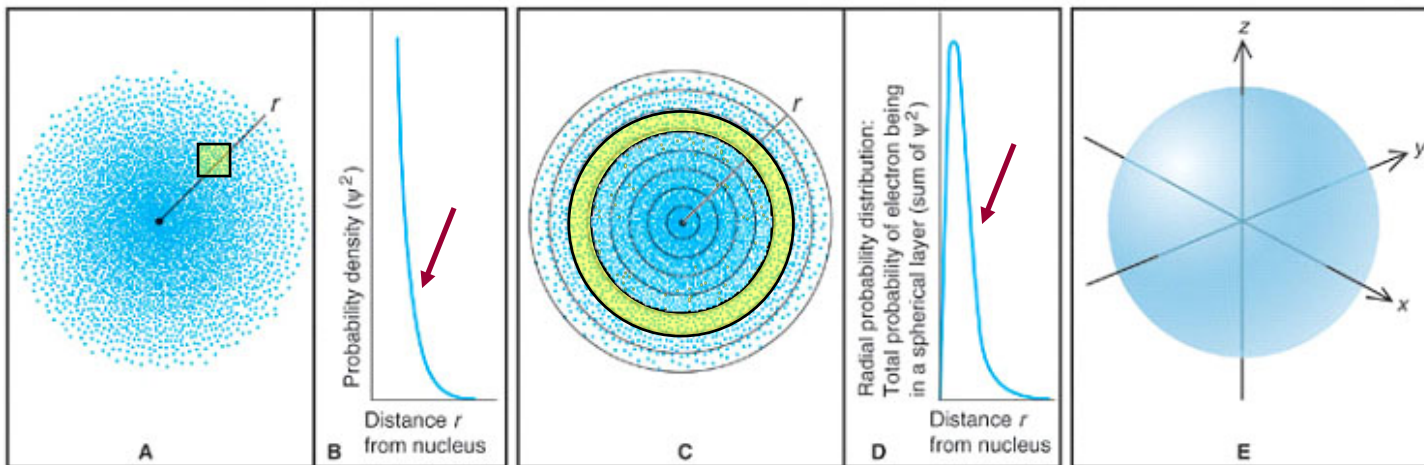 r
A
Probability density (ψ²)
Distance r
from nucleus
B
r
C
Radial probability distribution:
Total probability of electron being
in a spherical layer (sum of ψ²)
Distance r
from nucleus
D
z
y
x
E